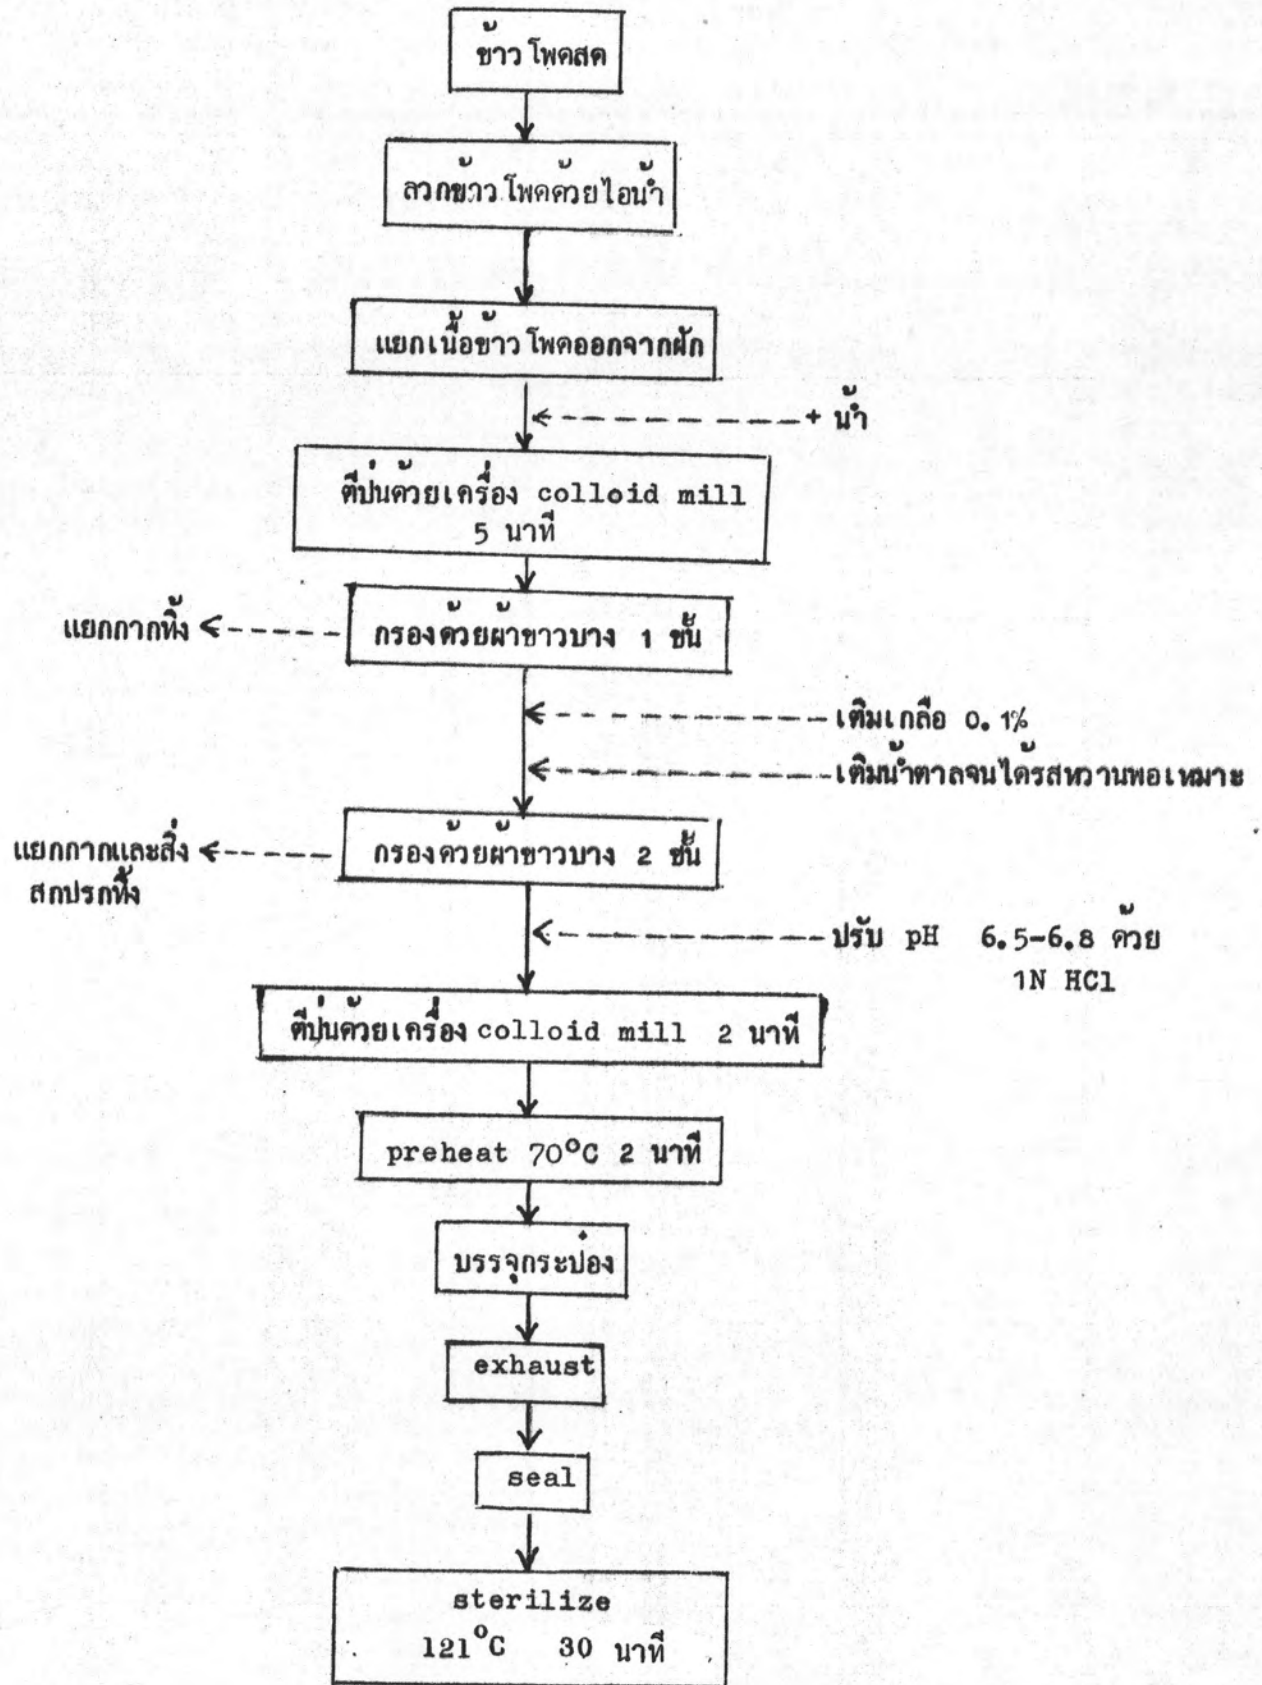 ข้าวโพดสด
ลวกข้าวโพดด้วยไอน้ำ
แยกเนื้อข้าวโพดออกจากฝัก
+ น้ำ
ตีป่นด้วยเครื่อง colloid mill
5 นาที
แยกกากทิ้ง
กรองด้วยผ้าขาวบาง 1 ชั้น
เติมเกลือ 0.1%
เติมน้ำตาลจนได้รสหวานพอเหมาะ
แยกกากและสิ่ง
สกปรกทิ้ง
กรองด้วยผ้าขาวบาง 2 ชั้น
ปรับ pH 6.5-6.8 ด้วย
1N HCl
ตีป่นด้วยเครื่อง colloid mill 2 นาที
preheat 70°C 2 นาที
บรรจุกระป๋อง
exhaust
seal
sterilize
121°C 30 นาที